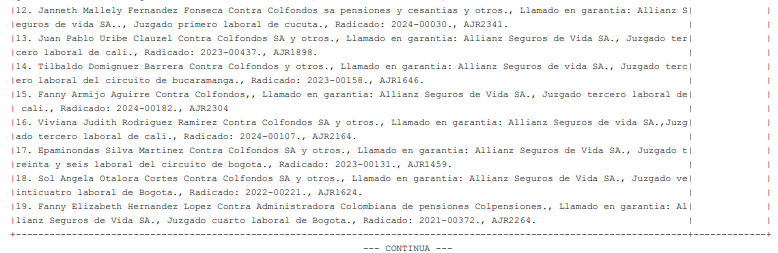 |12. Janneth Mallely Fernandez Fonseca Contra Colfondos sa pensiones y cesantias y otros., Llamado en garantia: Allianz S|
|eguros de vida SA.., Juzgado primero laboral de cucuta., Radicado: 2024-00030., AJR2341.
|13. Juan Pablo Uribe Clauzel Contra Colfondos SA y otros., Llamado en garantia: Allianz Seguros de Vida SA., Juzgado ter|
|cero laboral de cali., Radicado: 2023-00437., AJR1898.
|14. Tilbaldo Domignuez Barrera Contra Colfondos y otros., Llamado en garantia: Allianz Seguros de vida SA., Juzgado terc|
|ero laboral del circuito de bucaramanga., Radicado: 2023-00158., AJR1646.
|15. Fanny Armijo Aguirre Contra Colfondos,, Llamado en garantia: Allianz Seguros de Vida SA., Juzgado tercero laboral de|
| cali., Radicado: 2024-00182., AJR2304
|16. Viviana Judith Rodriguez Ramirez Contra Colfondos SA y otros., Llamado en garantia: Allianz Seguros de vida SA.,Juzg|
|ado tercero laboral de cali., Radicado: 2024-00107., AJR2164.
|17. Epaminondas Silva Martinez Contra Colfondos SA y otros., Llamado en garantia: Allianz Seguros de Vida SA., Juzgado t|
|reinta y seis laboral del circuito de bogota., Radicado: 2023-00131., AJR1459.
|18. Sol Angela Otalora Cortes Contra Colfondos SA y otros., Llamado en garantia: Allianz Seguros de Vida SA., Juzgado ve|
|inticuatro laboral de Bogota., Radicado: 2022-00221., AJR1624.
|19. Fanny Elizabeth Hernandez Lopez Contra Administradora Colombiana de pensiones Colpensiones., Llamado en garantia: Al|
|lianz Seguros de Vida SA., Juzgado cuarto laboral de Bogota., Radicado: 2021-00372., AJR2264.
--- CONTINUA ---